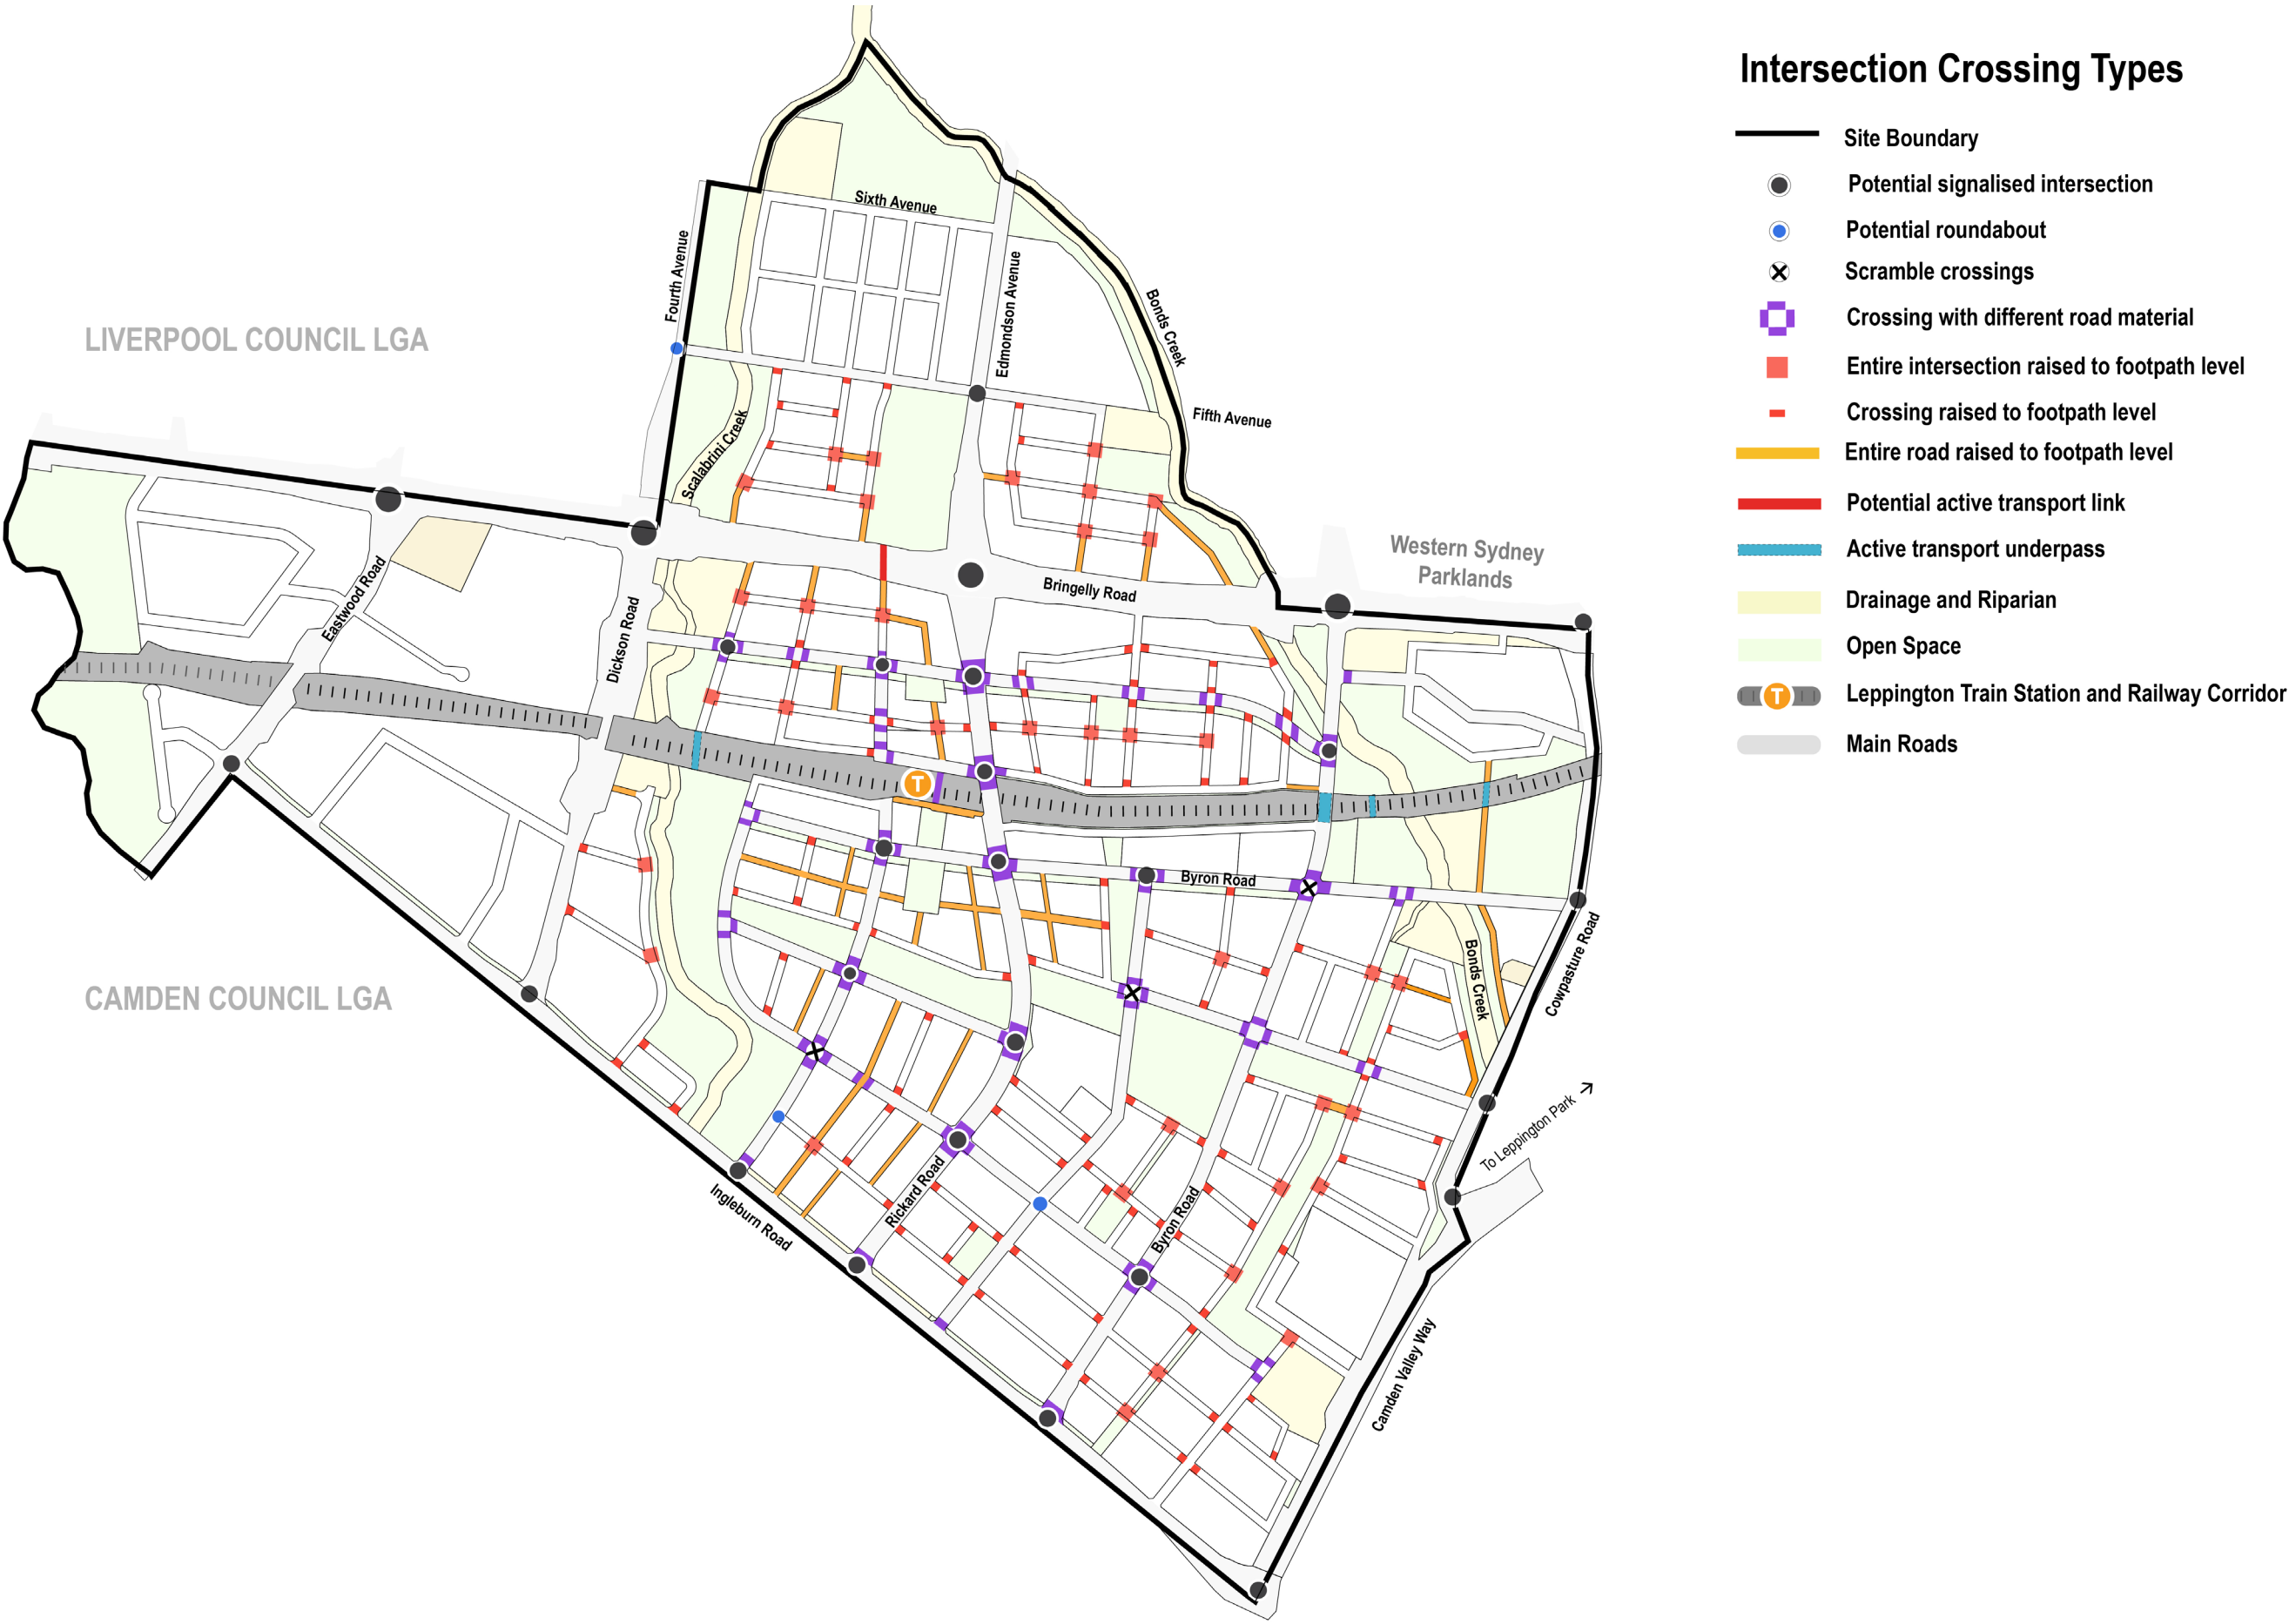 Intersection Crossing Types
Site Boundary
Potential signalised intersection
Potential roundabout
Scramble crossings
Crossing with different road material
Entire intersection raised to footpath level
Crossing raised to footpath level
Entire road raised to footpath level
Potential active transport link
Active transport underpass
Drainage and Riparian
Open Space
T
Leppington Train Station and Railway Corridor
Main Roads
Sixth Avenue
Fourth Avenue
Edmondson Avenue
Bonds Creek
LIVERPOOL COUNCIL LGA
Fifth Avenue
Scalabrini Creek
Western Sydney
Parklands
Bringelly Road
Eastwood Road
Dickson Road
T
Byron Road
Bonds Creek
Cowpasture Road
CAMDEN COUNCIL LGA
To Leppington Park
Rickard Road
Ingleburn Road
Byron Road
Camden Valley Way